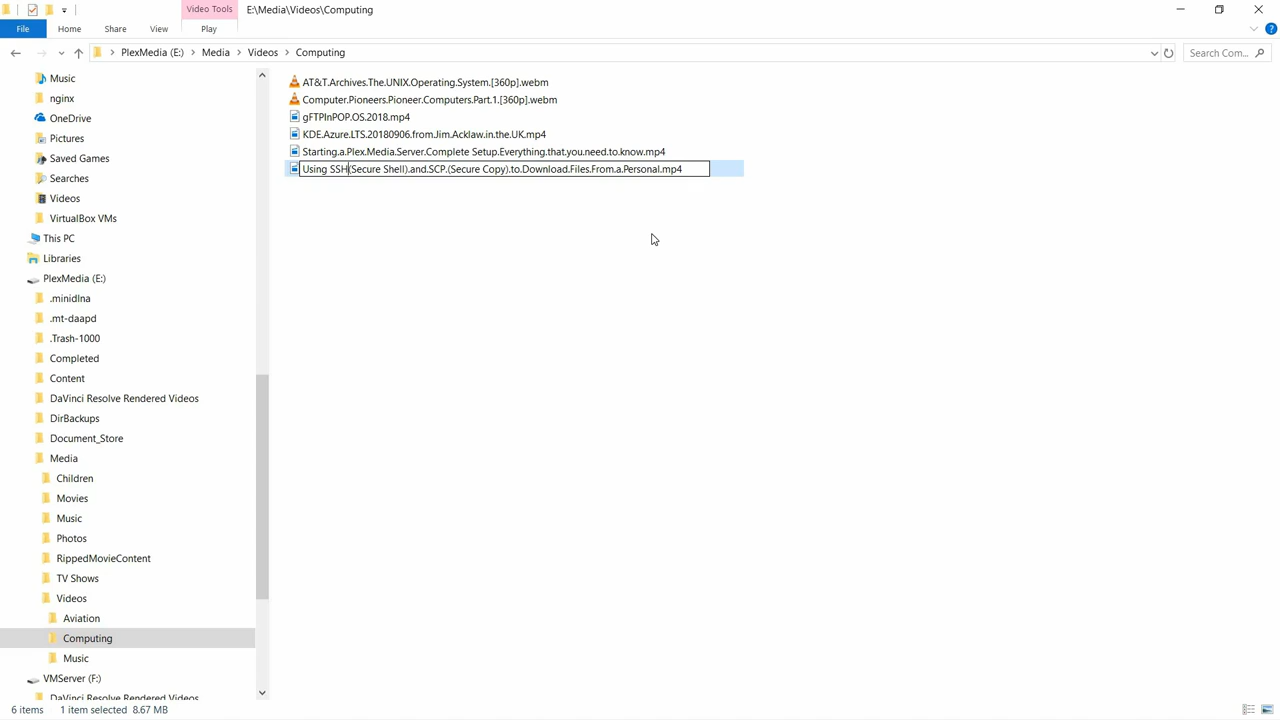 Video Tools
E:\Media\Videos\Computing
File
Home
Share
View
Play
PlexMedia (E:)
Media
Videos
Computing
Search Com...
Music
nginx
OneDrive
Pictures
Saved Games
Searches
Videos
VirtualBox VMs
This PC
Libraries
PlexMedia (E:)
.minidlna
.mt-daapd
.Trash-1000
Completed
Content
DaVinci Resolve Rendered Videos
DirBackups
Document_Store
Media
Children
Movies
Music
Photos
RippedMovieContent
TV Shows
Videos
Aviation
Computing
Music
VMServer (F:)
DaVinci Resolve Rendered Videos
AT&T.Archives.The.UNIX.Operating.System.[360p].webm
Computer.Pioneers.Pioneer.Computers.Part.1.[360p].webm
gFTPInPOP.OS.2018.mp4
KDE.Azure.LTS.20180906.from.Jim.Acklaw.in.the.UK.mp4
Starting.a.Plex.Media.Server.Complete Setup.Everything.that.you.need.to.know.mp4
Using SSH(Secure Shell).and.SCP.(Secure Copy).to.Download.Files.From.a.Personal.mp4
6 items
1 item selected 8.67 MB